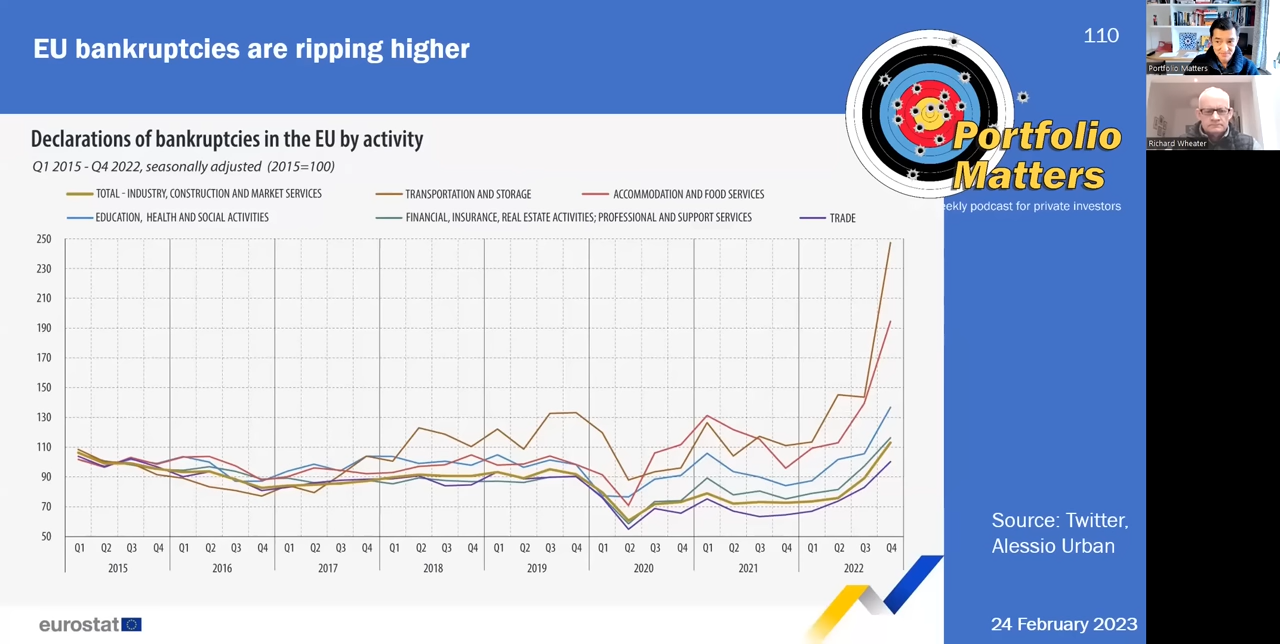 EU bankruptcies are ripping higher
110
Portfolio Matters
Richard Wheater
Portfolio
Matters
eekly podcast for private investors
Declarations of bankruptcies in the EU by activity
Q1 2015 - Q4 2022, seasonally adjusted (2015=100)
TOTAL - INDUSTRY, CONSTRUCTION AND MARKET SERVICES
TRANSPORTATION AND STORAGE
ACCOMMODATION AND FOOD SERVICES
EDUCATION, HEALTH AND SOCIAL ACTIVITIES
FINANCIAL, INSURANCE, REAL ESTATE ACTIVITIES; PROFESSIONAL AND SUPPORT SERVICES
TRADE
250
230
210
190
170
150
130
110
90
70
50
Q1 Q2 Q3 Q4 Q1 Q2 Q3 Q4 Q1 Q2 Q3 Q4 Q1 Q2 Q3 Q4 Q1 Q2 Q3 Q4 Q1 Q2 Q3 Q4 Q1 Q2 Q3 Q4 Q1 Q2 Q3 Q4
2015 2016 2017 2018 2019 2020 2021 2022
Source: Twitter,
Alessio Urban
eurostat
24 February 2023